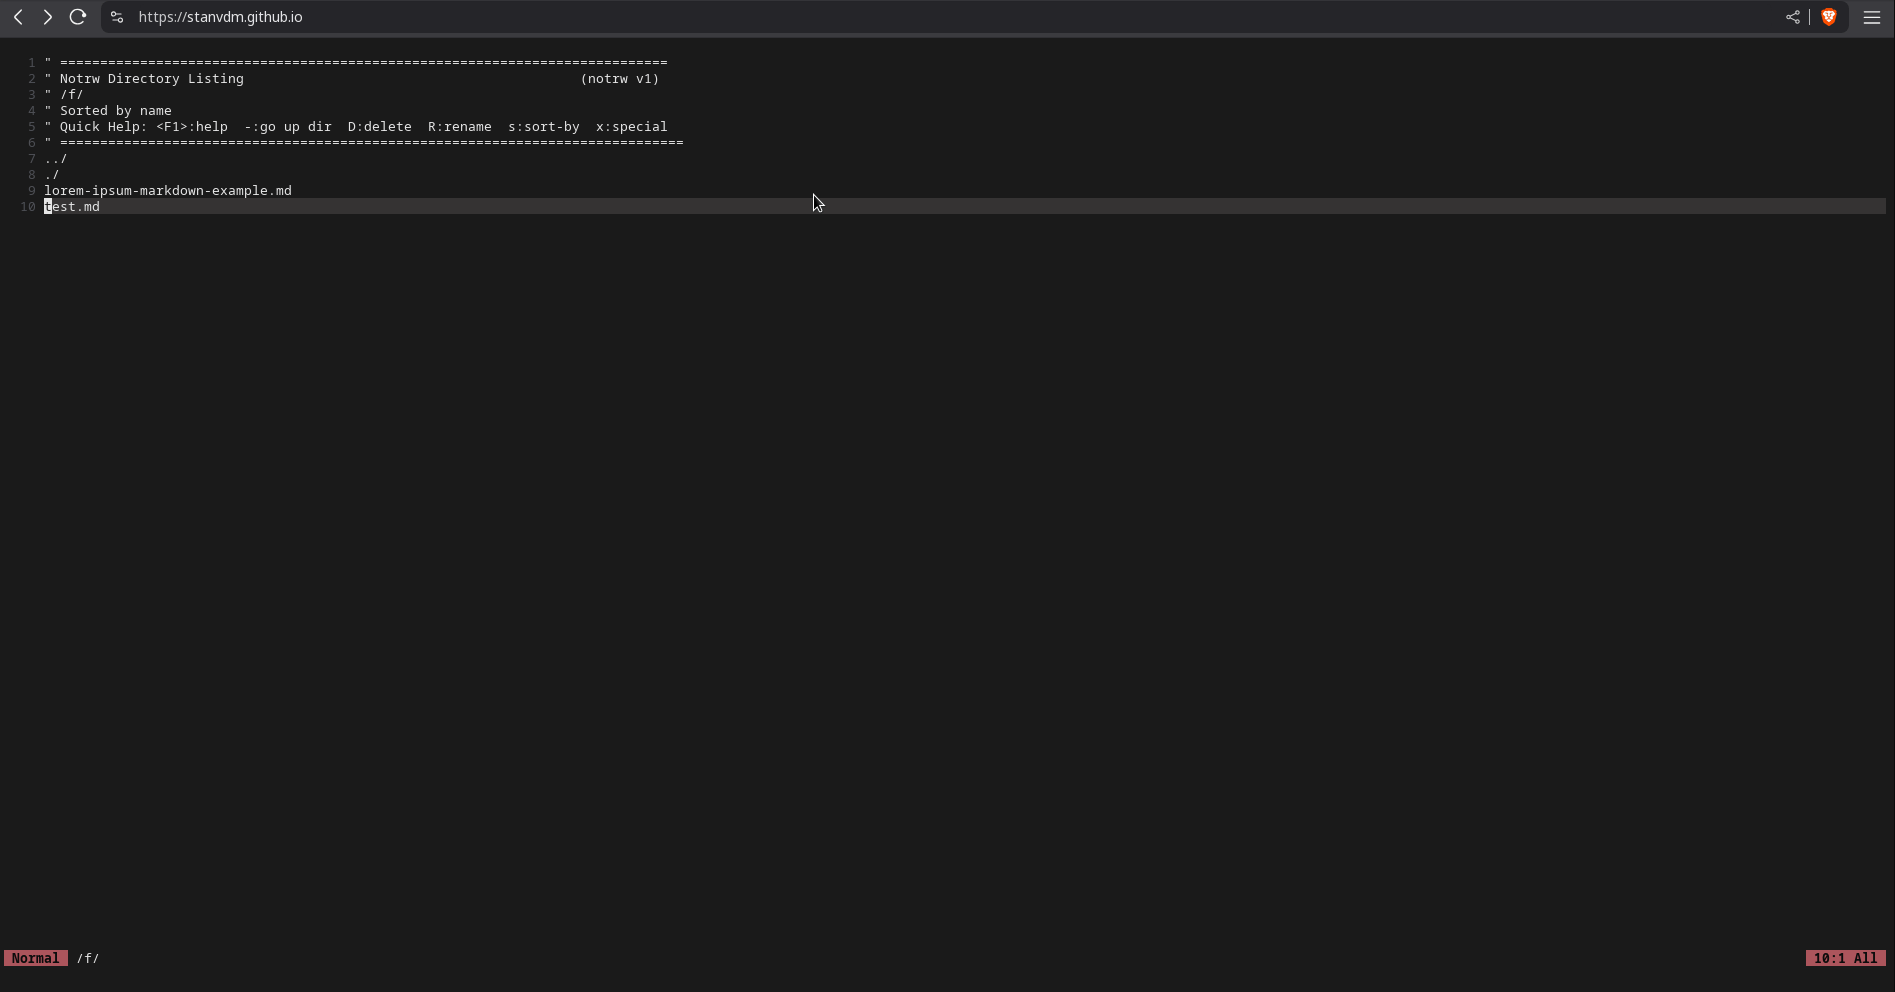 https://stanvdm.github.io
1 " ============================================================================
2 " Notrw Directory Listing                                          (notrw v1)
3 " /f/
4 " Sorted by name
5 " Quick Help: <F1>:help  -:go up dir  D:delete  R:rename  s:sort-by  x:special
6 " ==============================================================================
7 ../
8 ./
9 lorem-ipsum-markdown-example.md
10 test.md
Normal /f/ 10:1 All